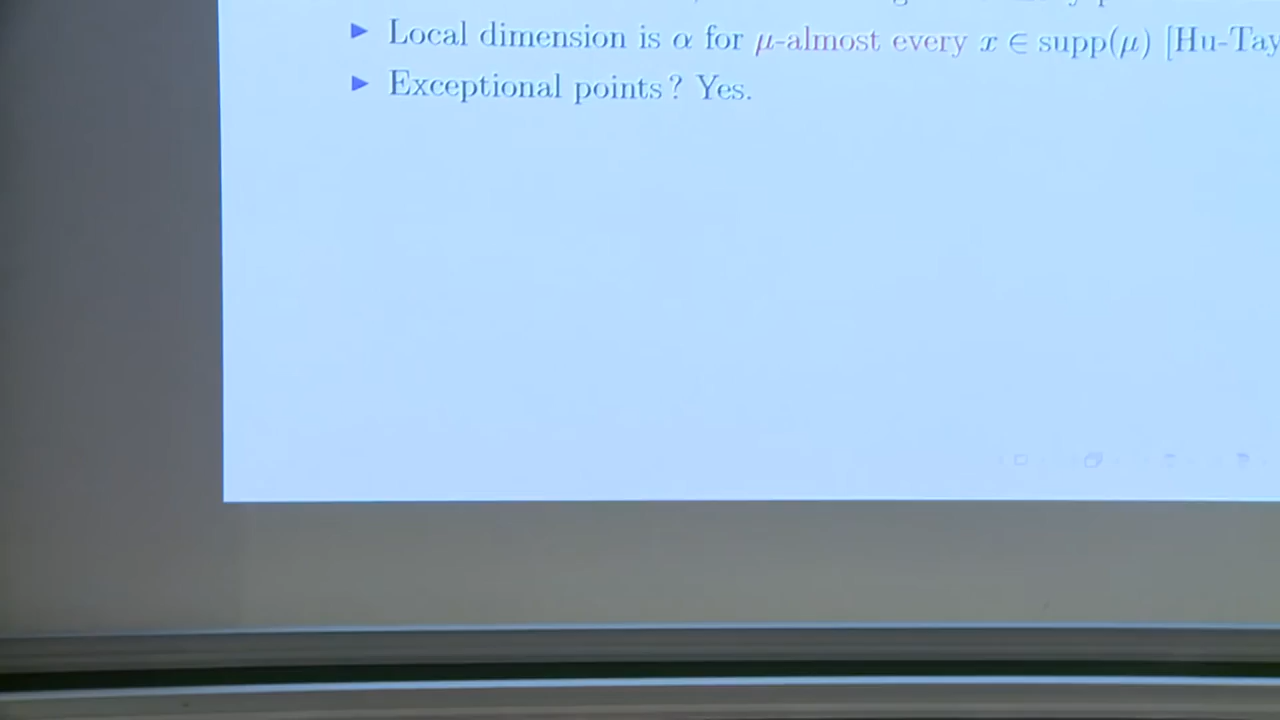 Local dimension is α for μ-almost every x ∈ supp(μ) [Hu-Tay
Exceptional points ? Yes.